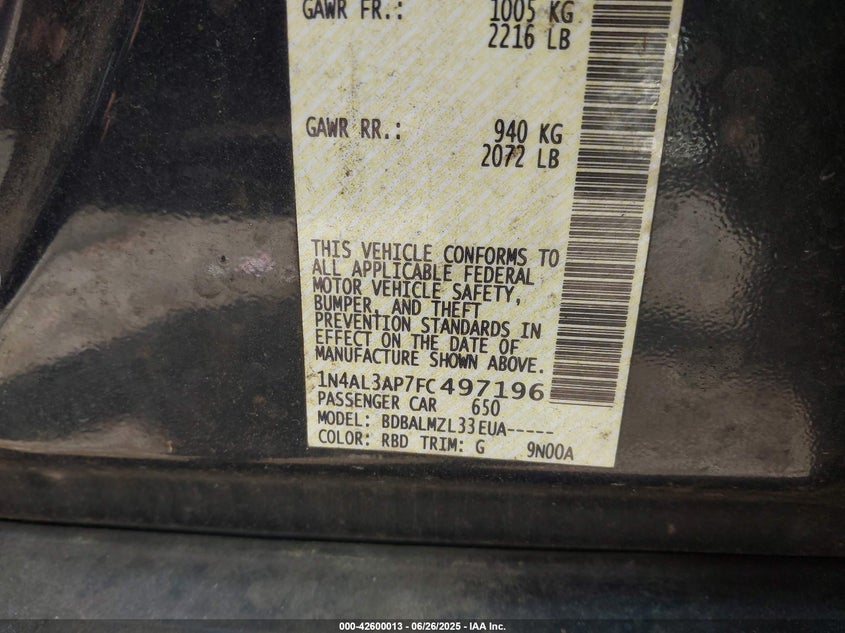 GAWR FR.: 1005 KG
2216 LB
GAWR RR.: 940 KG
2072 LB
THIS VEHICLE CONFORMS TO
ALL APPLICABLE FEDERAL
MOTOR VEHICLE SAFETY,
BUMPER, AND THEFT
PREVENTION STANDARDS IN
EFFECT ON THE DATE OF
MANUFACTURE SHOWN ABOVE.
1N4AL3AP7FC497196
PASSENGER CAR 650
MODEL: BDBALMZL33EUA-----
COLOR: RBD TRIM: G 9N00A
000-42600013 - 06/26/2025 - IAA Inc.